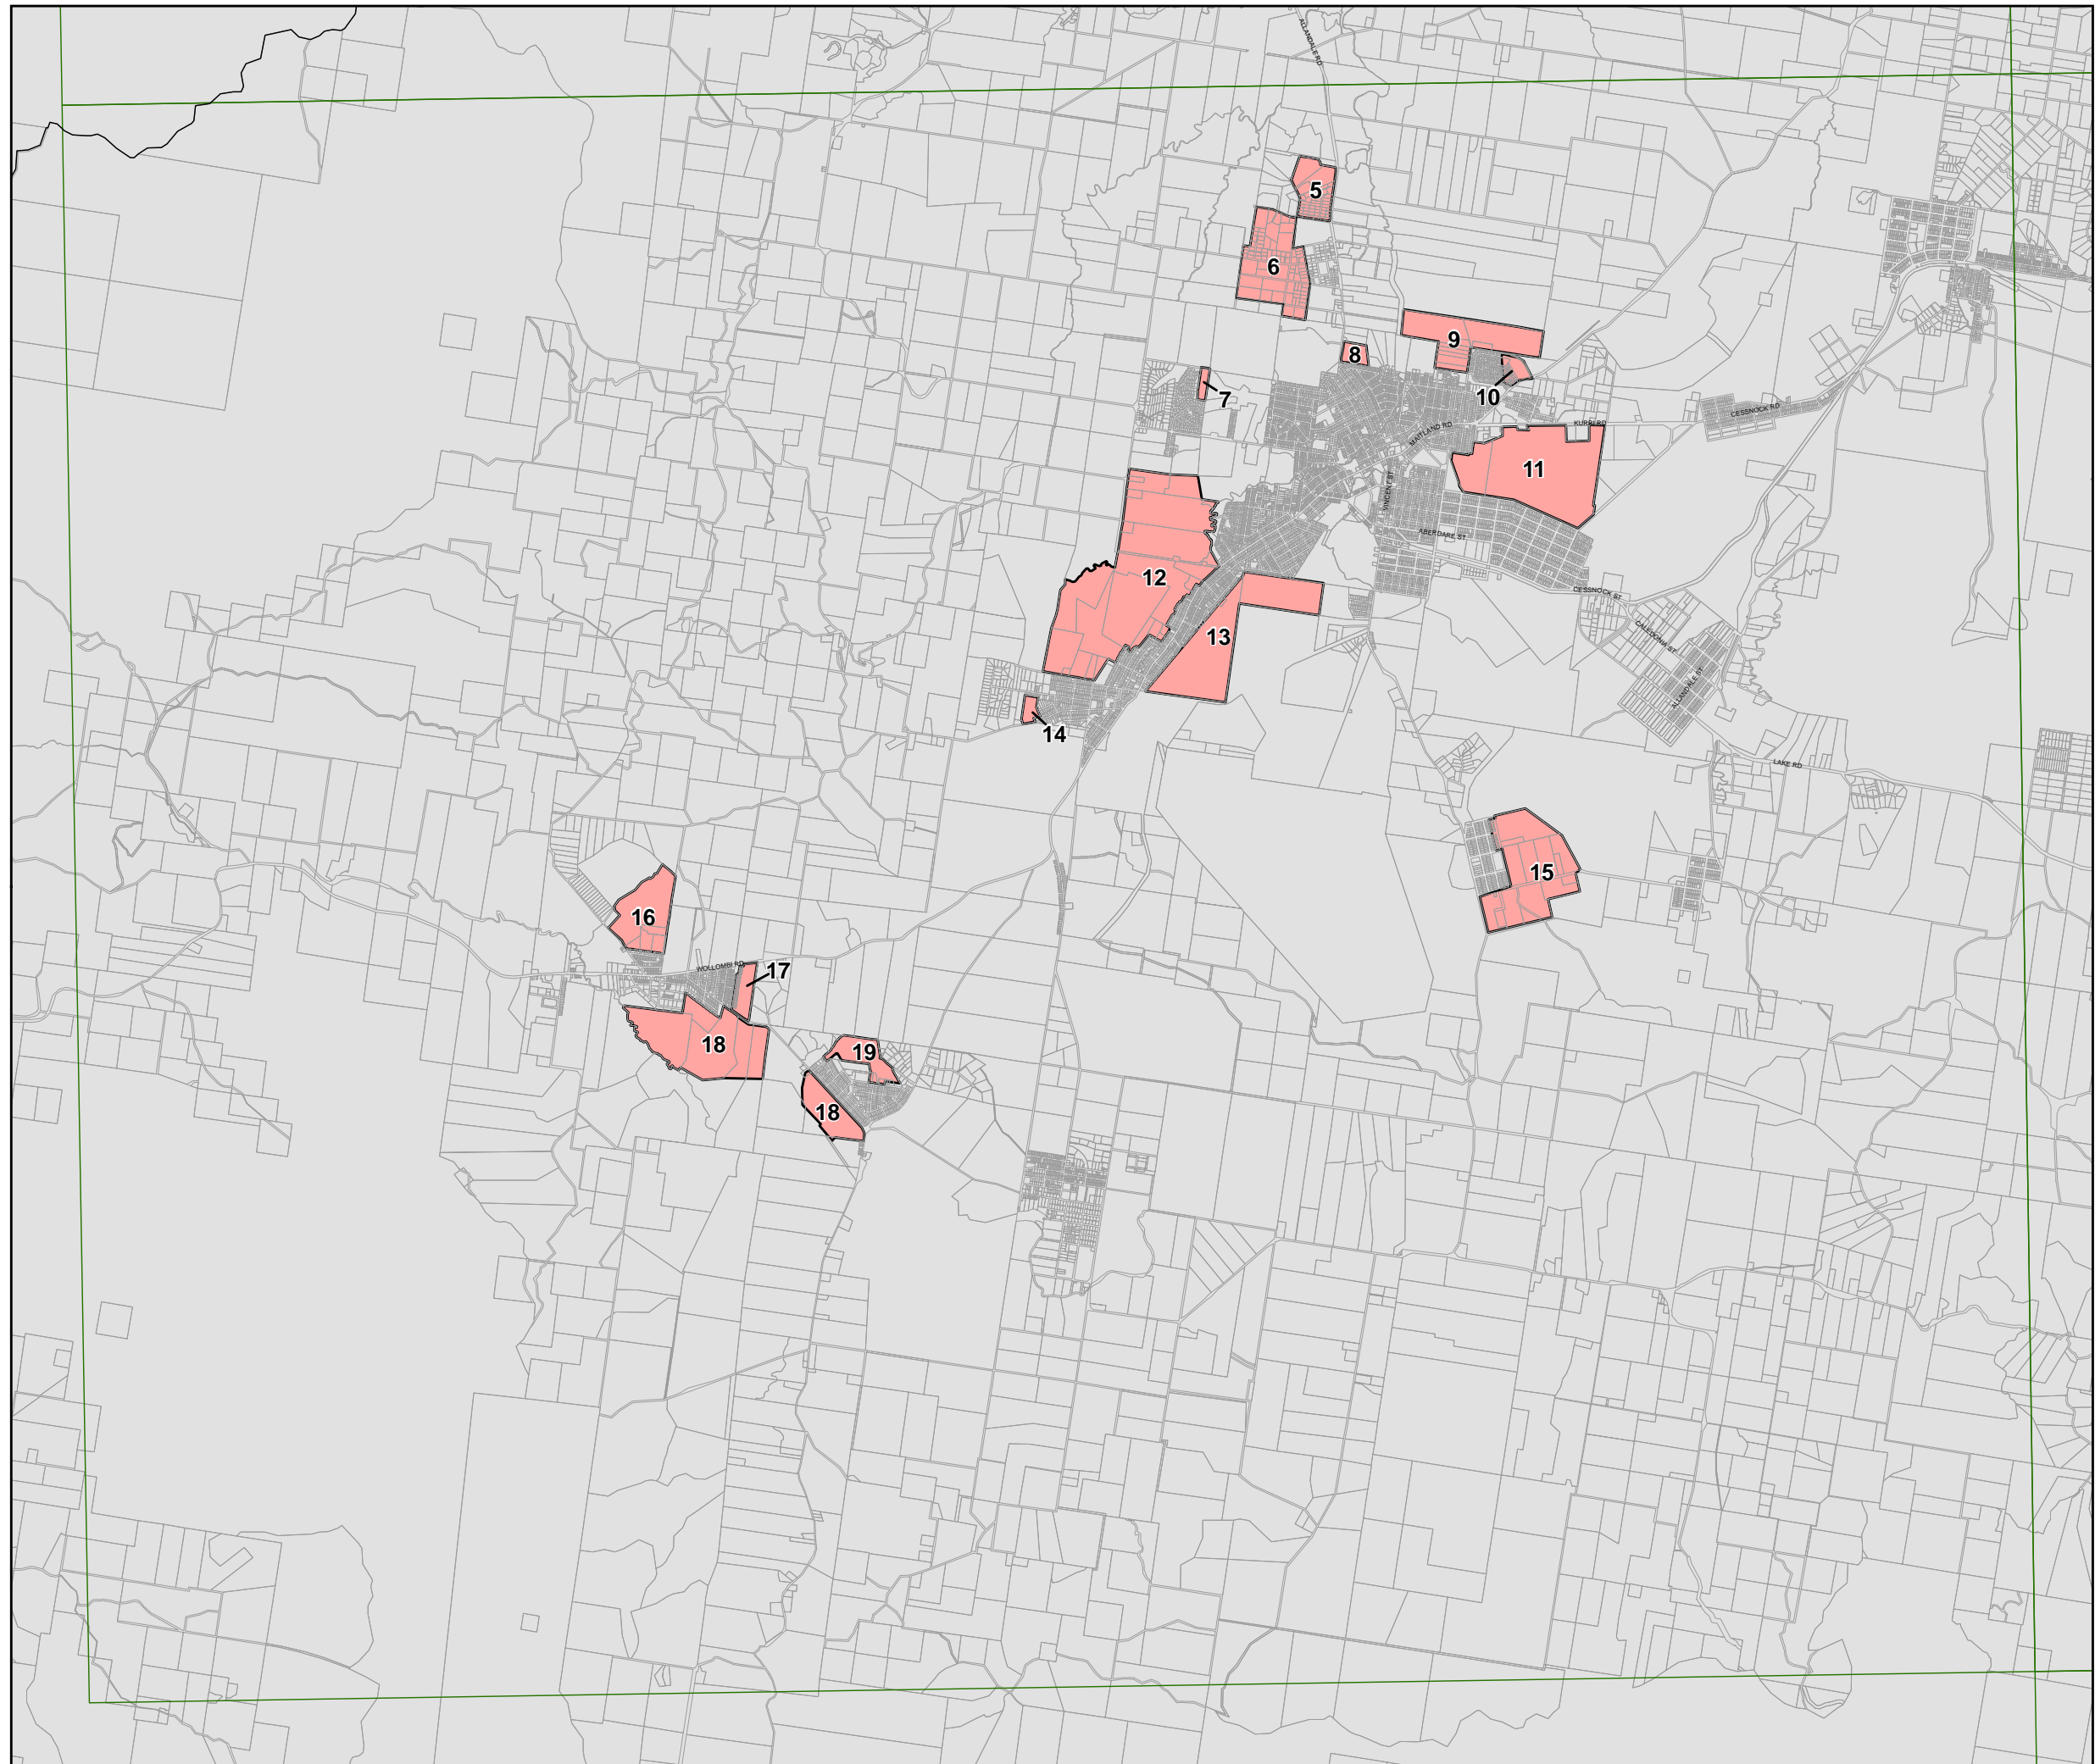 ALLANDALE RD
5
6
9
8
7
10
CESSNOCK RD
KURRI RD
MAITLAND RD
11
VINCENT ST
ABERDARE ST
12
CESSNOCK ST
13
CALEDONIA ST
ALLANDALE ST
14
LAKE RD
15
16
WOLLOMBI RD
17
18
19
18